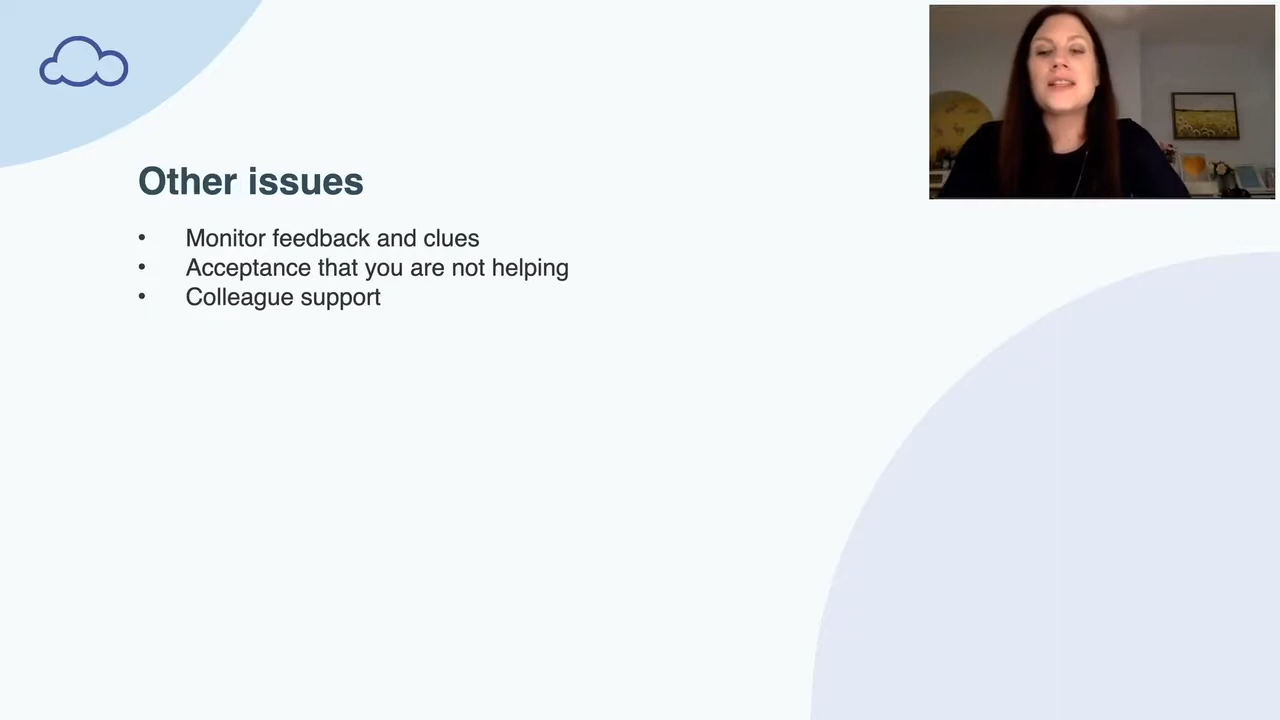 Other issues
• Monitor feedback and clues
• Acceptance that you are not helping
• Colleague support